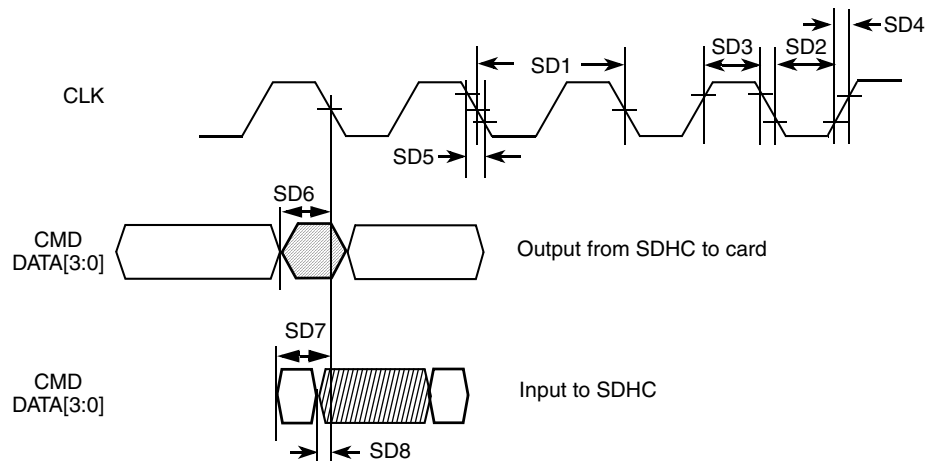 SD4
SD3
SD2
SD1
CLK
SD5
SD6
CMD
DATA[3:0]
Output from SDHC to card
SD7
CMD
DATA[3:0]
Input to SDHC
SD8